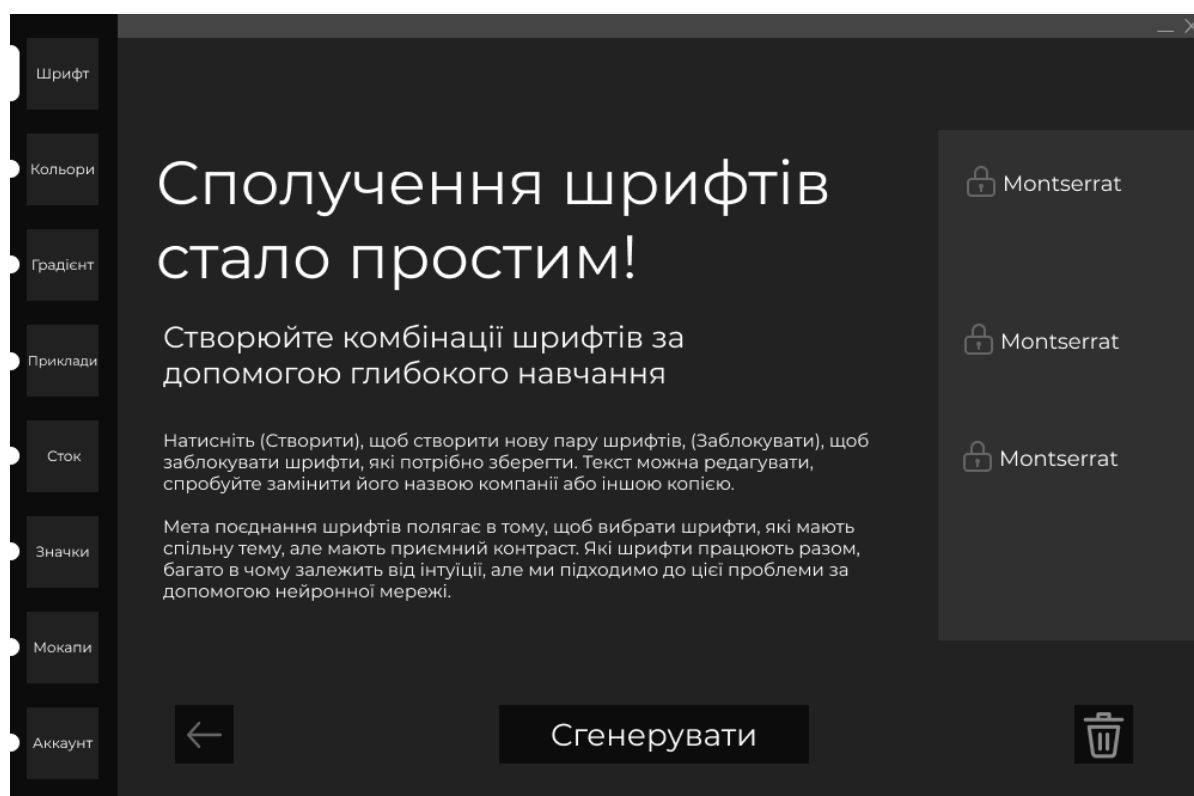 Шрифт
Кольори
Градієнт
Приклади
Сток
Значки
Мокапи
Аккаунт
Сполучення шрифтів
стало простим!
Створюйте комбінації шрифтів за
допомогою глибокого навчання
Натисніть (Створити), щоб створити нову пару шрифтів, (Заблокувати), щоб
заблокувати шрифти, які потрібно зберегти. Текст можна редагувати,
спробуйте замінити його назвою компанії або іншою копією.
Мета поєднання шрифтів полягає в тому, щоб вибрати шрифти, які мають
спільну тему, але мають приємний контраст. Які шрифти працюють разом,
багато в чому залежить від інтуїції, але ми підходимо до цієї проблеми за
допомогою нейронної мережі.
Montserrat
Montserrat
Montserrat
Сгенерувати